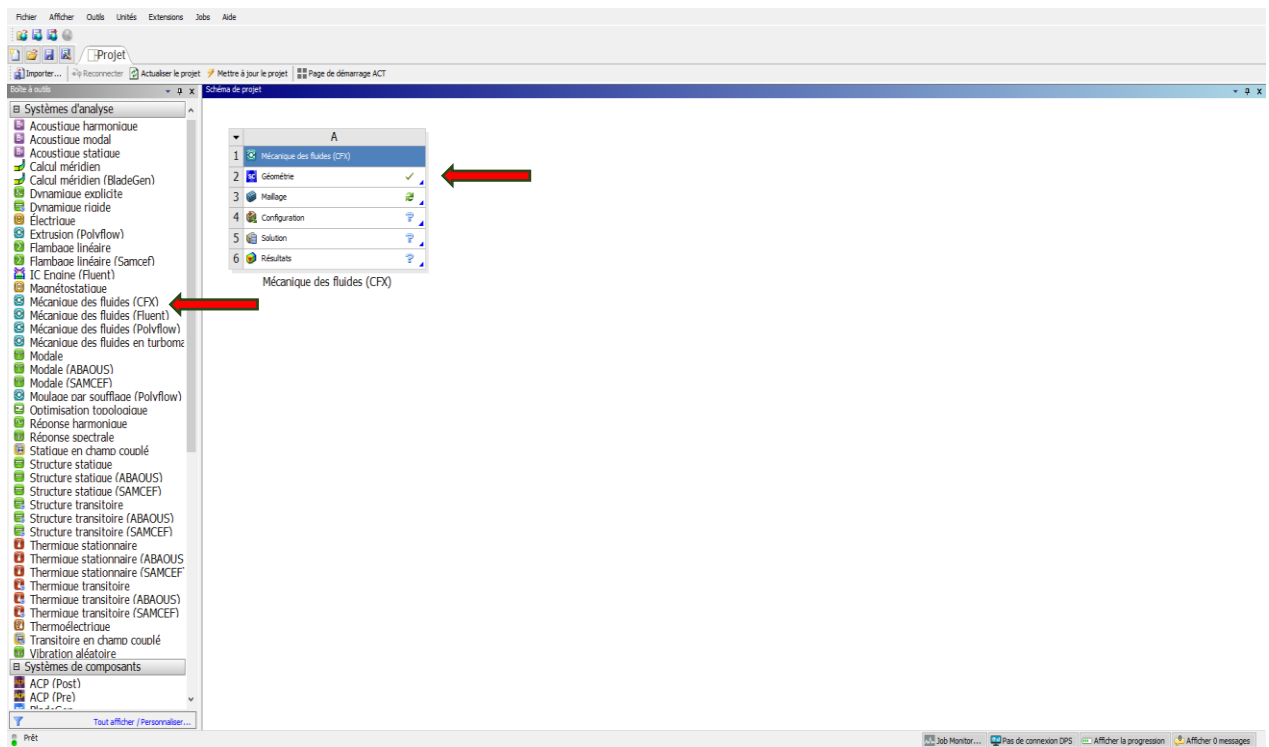 Fichier Afficher Outils Unités Extensions Jobs Aide
Projet
Importer... Reconnecter Actualiser le projet Mettre à jour le projet Page de démarrage ACT
Boîte à outils
Schéma de projet
Systèmes d'analyse
Acoustique harmonique
Acoustique modal
Acoustique statique
Calcul méridien
Calcul méridien (BladeGen)
Dynamique explicite
Dynamique rigide
Électrique
Extrusion (Polyflow)
Flambage linéaire
Flambage linéaire (Samcef)
IC Engine (Fluent)
Magnétostatique
Mécanique des fluides (CFX)
Mécanique des fluides (Fluent)
Mécanique des fluides (Polyflow)
Mécanique des fluides en turboma
Modale
Modale (ABAQUS)
Modale (SAMCEF)
Moulage par soufflage (Polyflow)
Optimisation topologique
Réponse harmonique
Réponse spectrale
Statique en champ couplé
Structure statique
Structure statique (ABAQUS)
Structure statique (SAMCEF)
Structure transitoire
Structure transitoire (ABAQUS)
Structure transitoire (SAMCEF)
Thermique stationnaire
Thermique stationnaire (ABAQUS
Thermique stationnaire (SAMCEF
Thermique transitoire
Thermique transitoire (ABAQUS)
Thermique transitoire (SAMCEF)
Thermoélectrique
Transitoire en champ couplé
Vibration aléatoire
Systèmes de composants
ACP (Post)
ACP (Pre)
BladeGen
Tout afficher / Personnaliser...
A
1 Mécanique des fluides (CFX)
2 Géométrie
3 Maillage
4 Configuration
5 Solution
6 Résultats
Mécanique des fluides (CFX)
Prêt
Job Monitor... Pas de connexion DPS Afficher la progression Afficher 0 messages